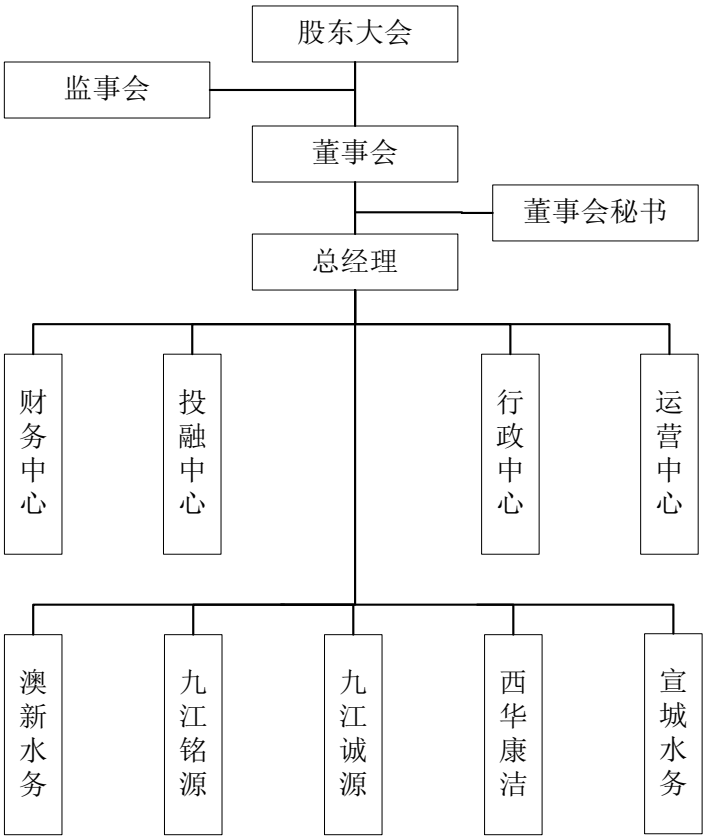 股东大会
监事会
董事会
董事会秘书
总经理
财务中心
投融中心
行政中心
运营中心
澳新水务
九江铭源
九江诚源
西华康洁
宣城水务